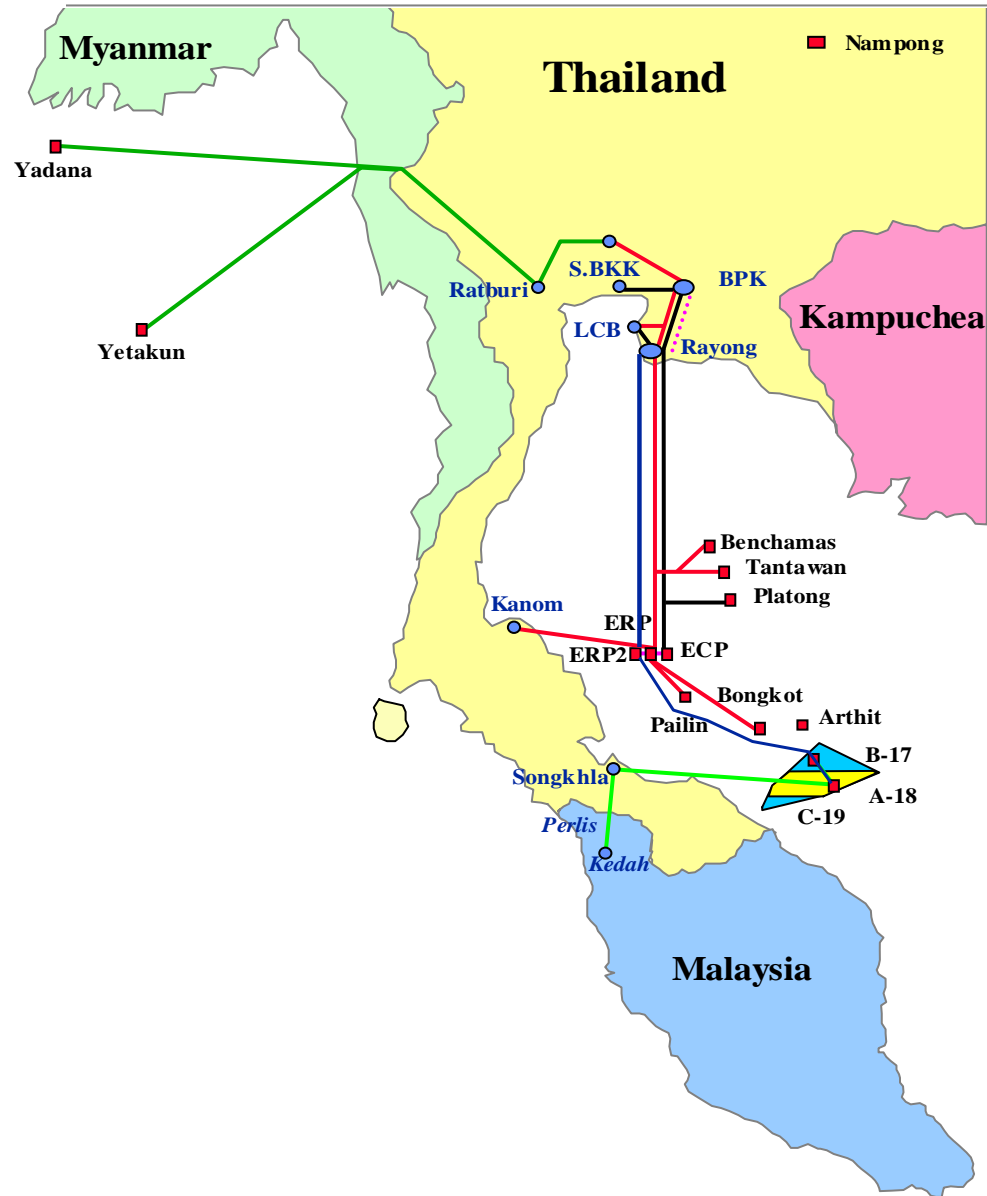 Myanmar
Nampong
Thailand
Yadana
S.BKK
BPK
Ratburi
Kampuchea
LCB
Rayong
Yetakun
Benchamas
Tantawan
Platong
Kanom
ERP
ERP2
ECP
Bongkot
Arthit
Pailin
B-17
Songkhla
A-18
C-19
Perlis
Kedah
Malaysia